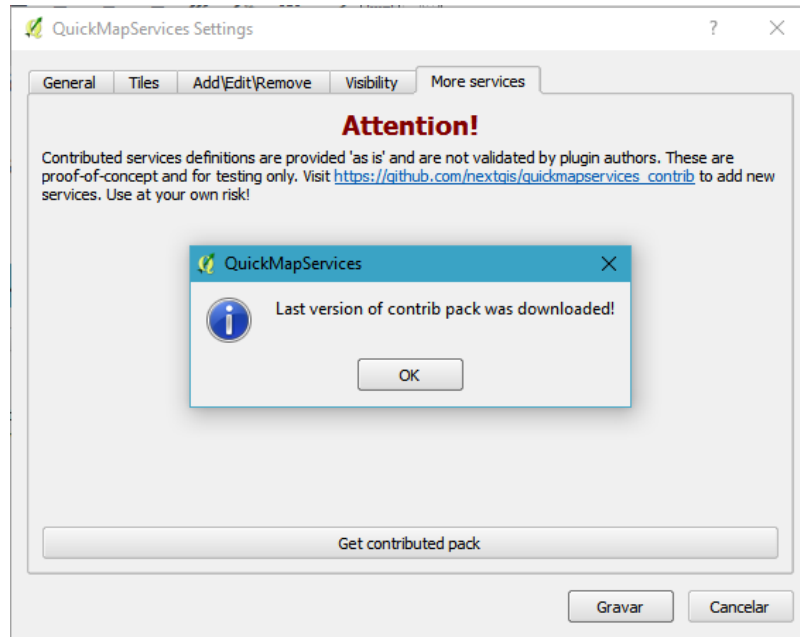 QuickMapServices Settings
?
General Tiles Add\Edit\Remove Visibility More services
Attention!
Contributed services definitions are provided 'as is' and are not validated by plugin authors. These are
proof-of-concept and for testing only. Visit https://github.com/nextgis/quickmapservices_contrib to add new
services. Use at your own risk!
QuickMapServices
Last version of contrib pack was downloaded!
OK
Get contributed pack
Gravar Cancelar